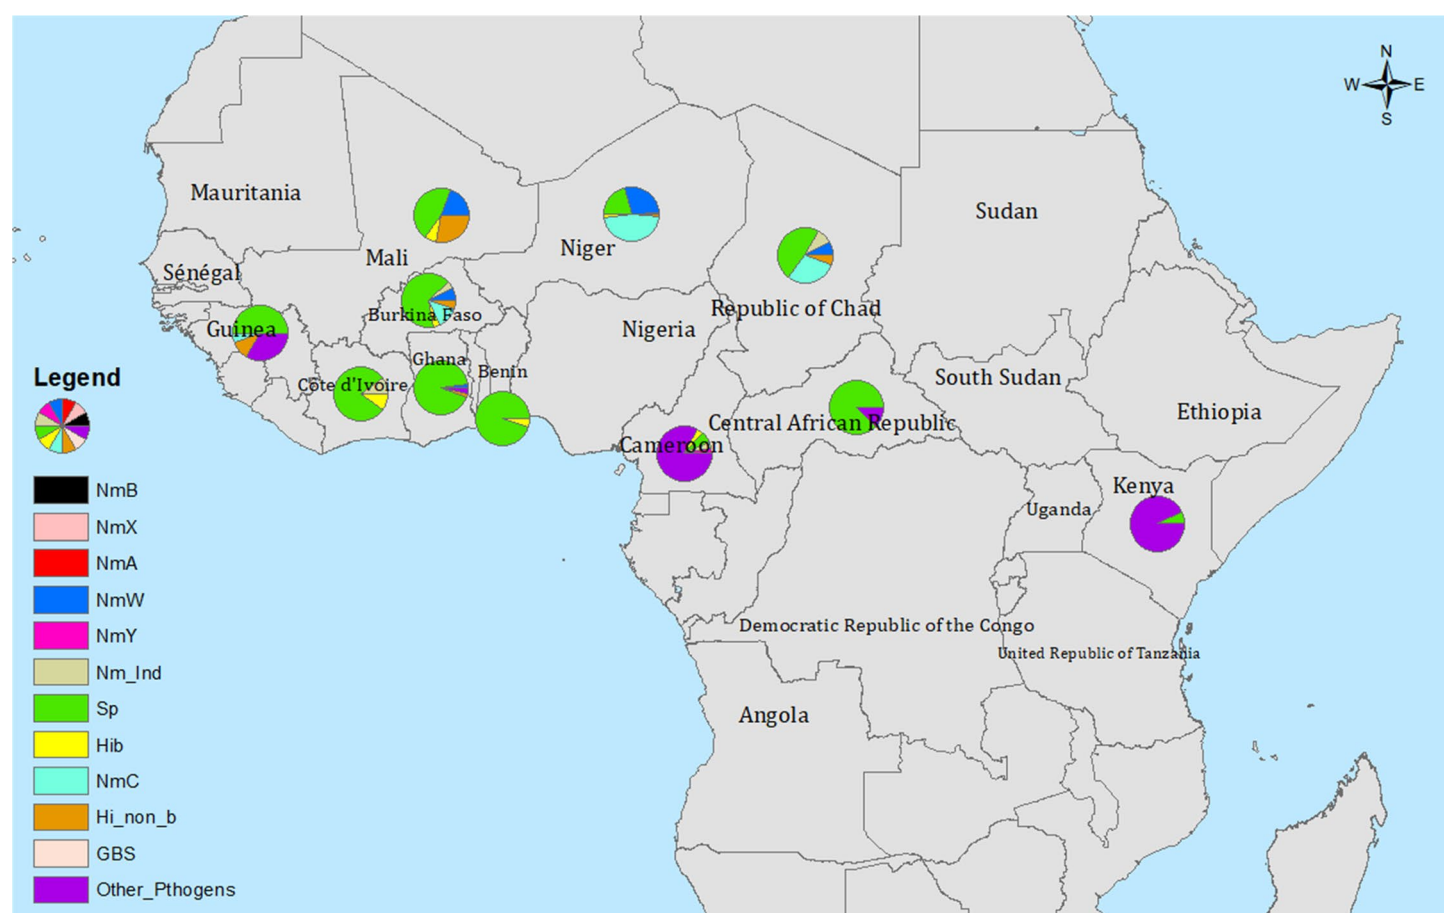 N
W E
S
Mauritania
Sudan
Mali
Niger
Sénégal
Republic of Chad
Burkina Faso
Guinea
Nigeria
Ghana
Benin
Côte d'Ivoire
South Sudan
Ethiopia
Central African Republic
Cameroon
Kenya
Uganda
Democratic Republic of the Congo
United Republic of Tanzania
Angola
Legend
NmB
NmX
NmA
NmW
NmY
Nm_Ind
Sp
Hib
NmC
Hi_non_b
GBS
Other_Pthogens